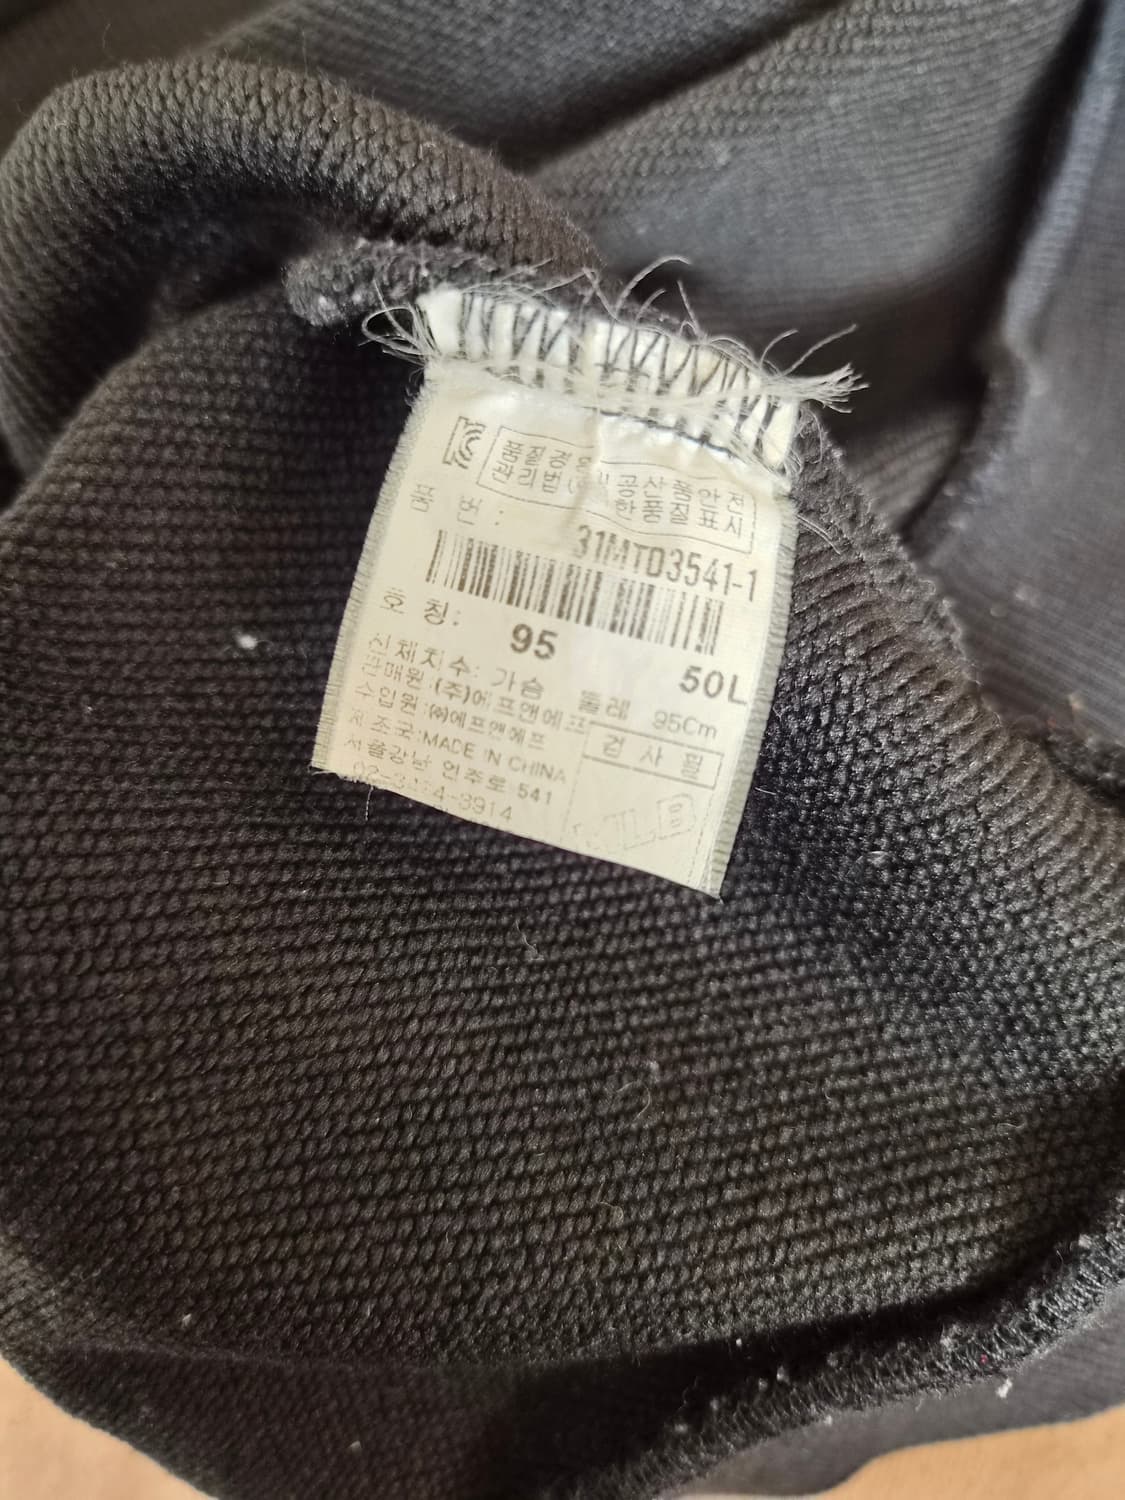 품질경영
공산품안전
관리법에
한품질표시
품 번:
31MTD3541-1
호 칭: 95
50L
신체치수: 가슴 둘레 95Cm
판매원:(주)에프앤에프
수입원:㈜에프앤에프
제조국:MADE IN CHINA
서울강남 언주로 541
-3914
검 사 필
MLB